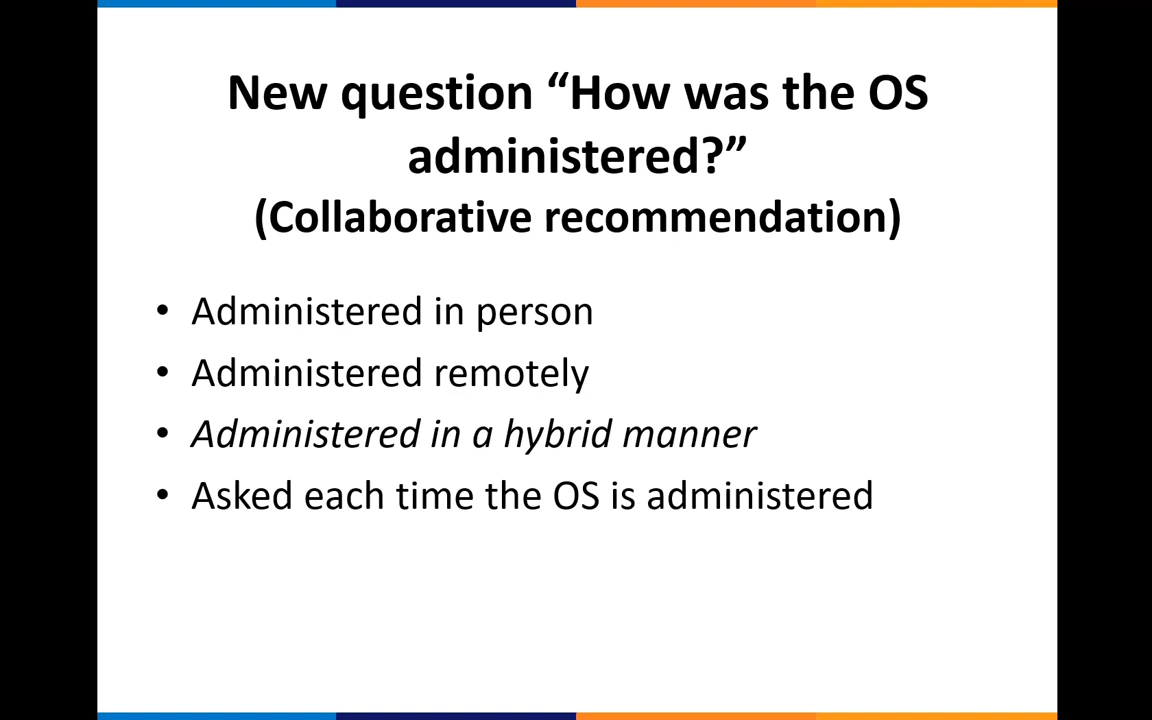 New question “How was the OS
administered?”
(Collaborative recommendation)
• Administered in person
• Administered remotely
• Administered in a hybrid manner
• Asked each time the OS is administered